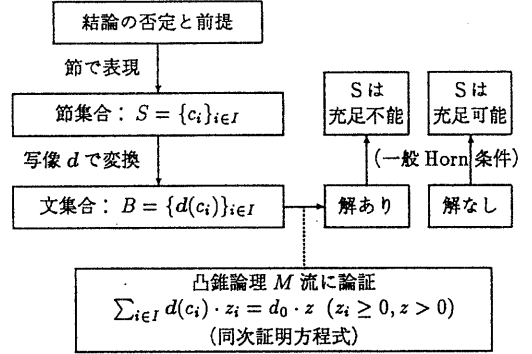 結論の否定と前提
節で表現
節集合： S = {c_i}_{i∈I}
写像 d で変換
文集合： B = {d(c_i)}_{i∈I}
S は
充足不能
S は
充足可能
(一般 Horn 条件)
解あり
解なし
凸錐論理 M 流に論証
∑_{i∈I} d(c_i) · z_i = d_0 · z (z_i ≥ 0, z > 0)
(同次証明方程式)